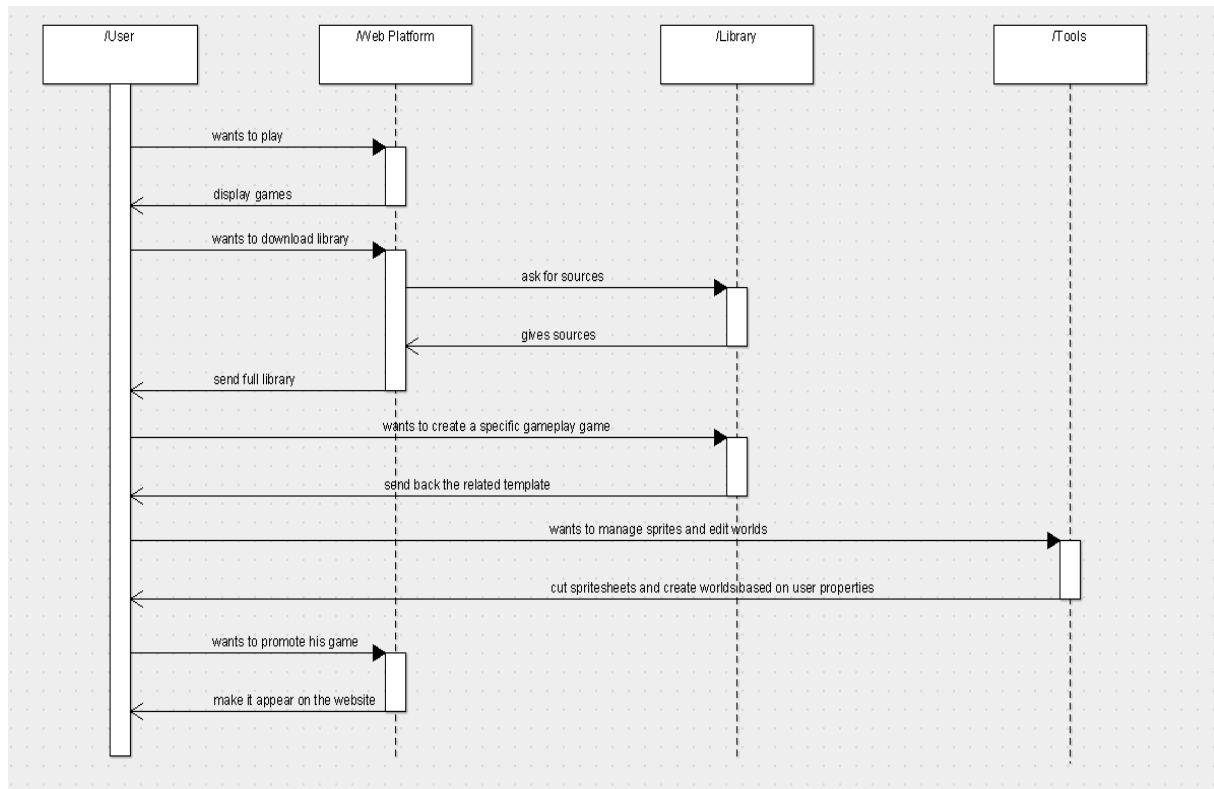 /User
/Web Platform
/Library
/Tools
wants to play
display games
wants to download library
ask for sources
gives sources
send full library
wants to create a specific gameplay game
send back the related template
wants to manage sprites and edit worlds
cut spritesheets and create worlds based on user properties
wants to promote his game
make it appear on the website